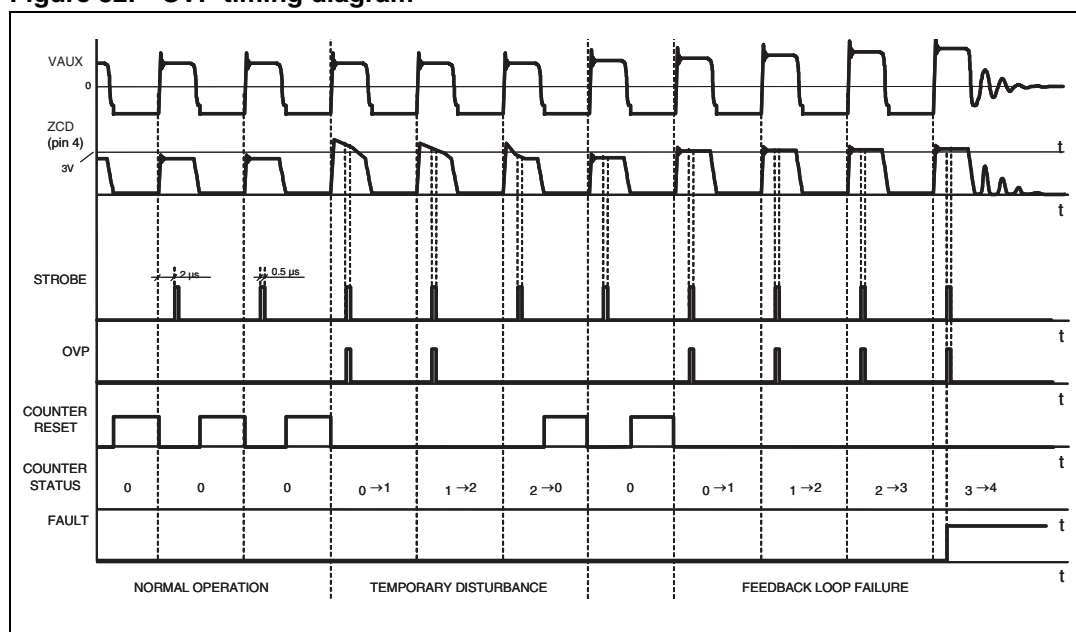 Figure 32. OVP timing diagram
VAUX
0
ZCD
(pin 4)
3V
t
t
STROBE
2 µs
0.5 µs
t
OVP
t
COUNTER
RESET
t
COUNTER
STATUS
0
0
0
0 →1
1 →2
2 →0
0
0 →1
1 →2
2 →3
3 →4
FAULT
t
t
NORMAL OPERATION
TEMPORARY DISTURBANCE
FEEDBACK LOOP FAILURE